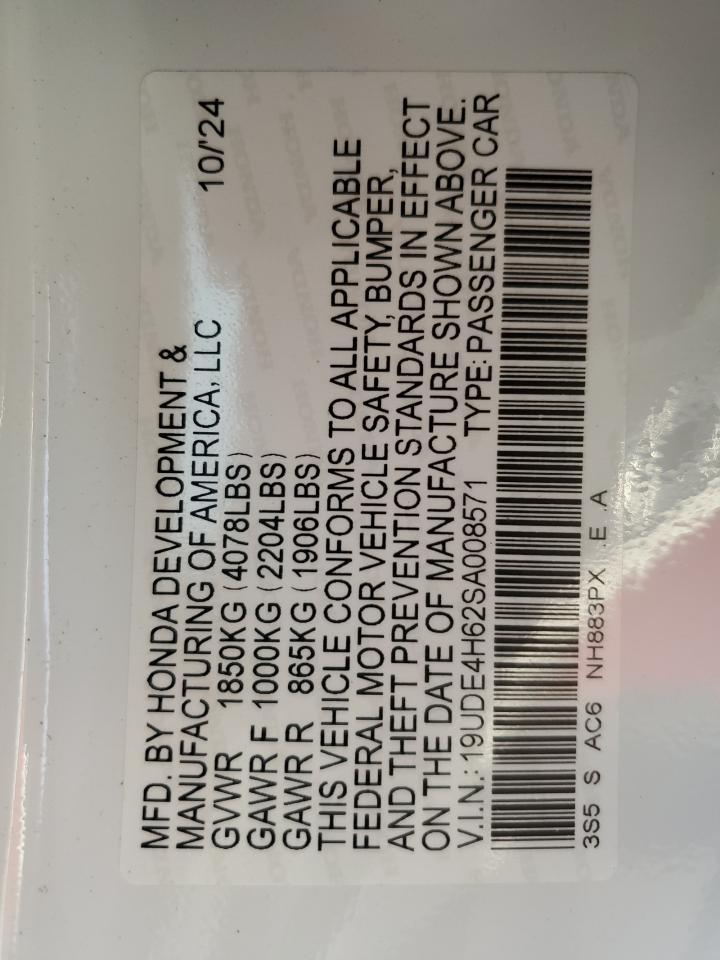 MFD. BY HONDA DEVELOPMENT &
MANUFACTURING OF AMERICA, LLC 10/'24
GVWR 1850KG (4078LBS)
GAWR F 1000KG (2204LBS)
GAWR R 865KG (1906LBS)
THIS VEHICLE CONFORMS TO ALL APPLICABLE
FEDERAL MOTOR VEHICLE SAFETY, BUMPER,
AND THEFT PREVENTION STANDARDS IN EFFECT
ON THE DATE OF MANUFACTURE SHOWN ABOVE.
V.I.N.: 19UDE4H62SA008571 TYPE: PASSENGER CAR
3S5 S AC6 NH883PX E A